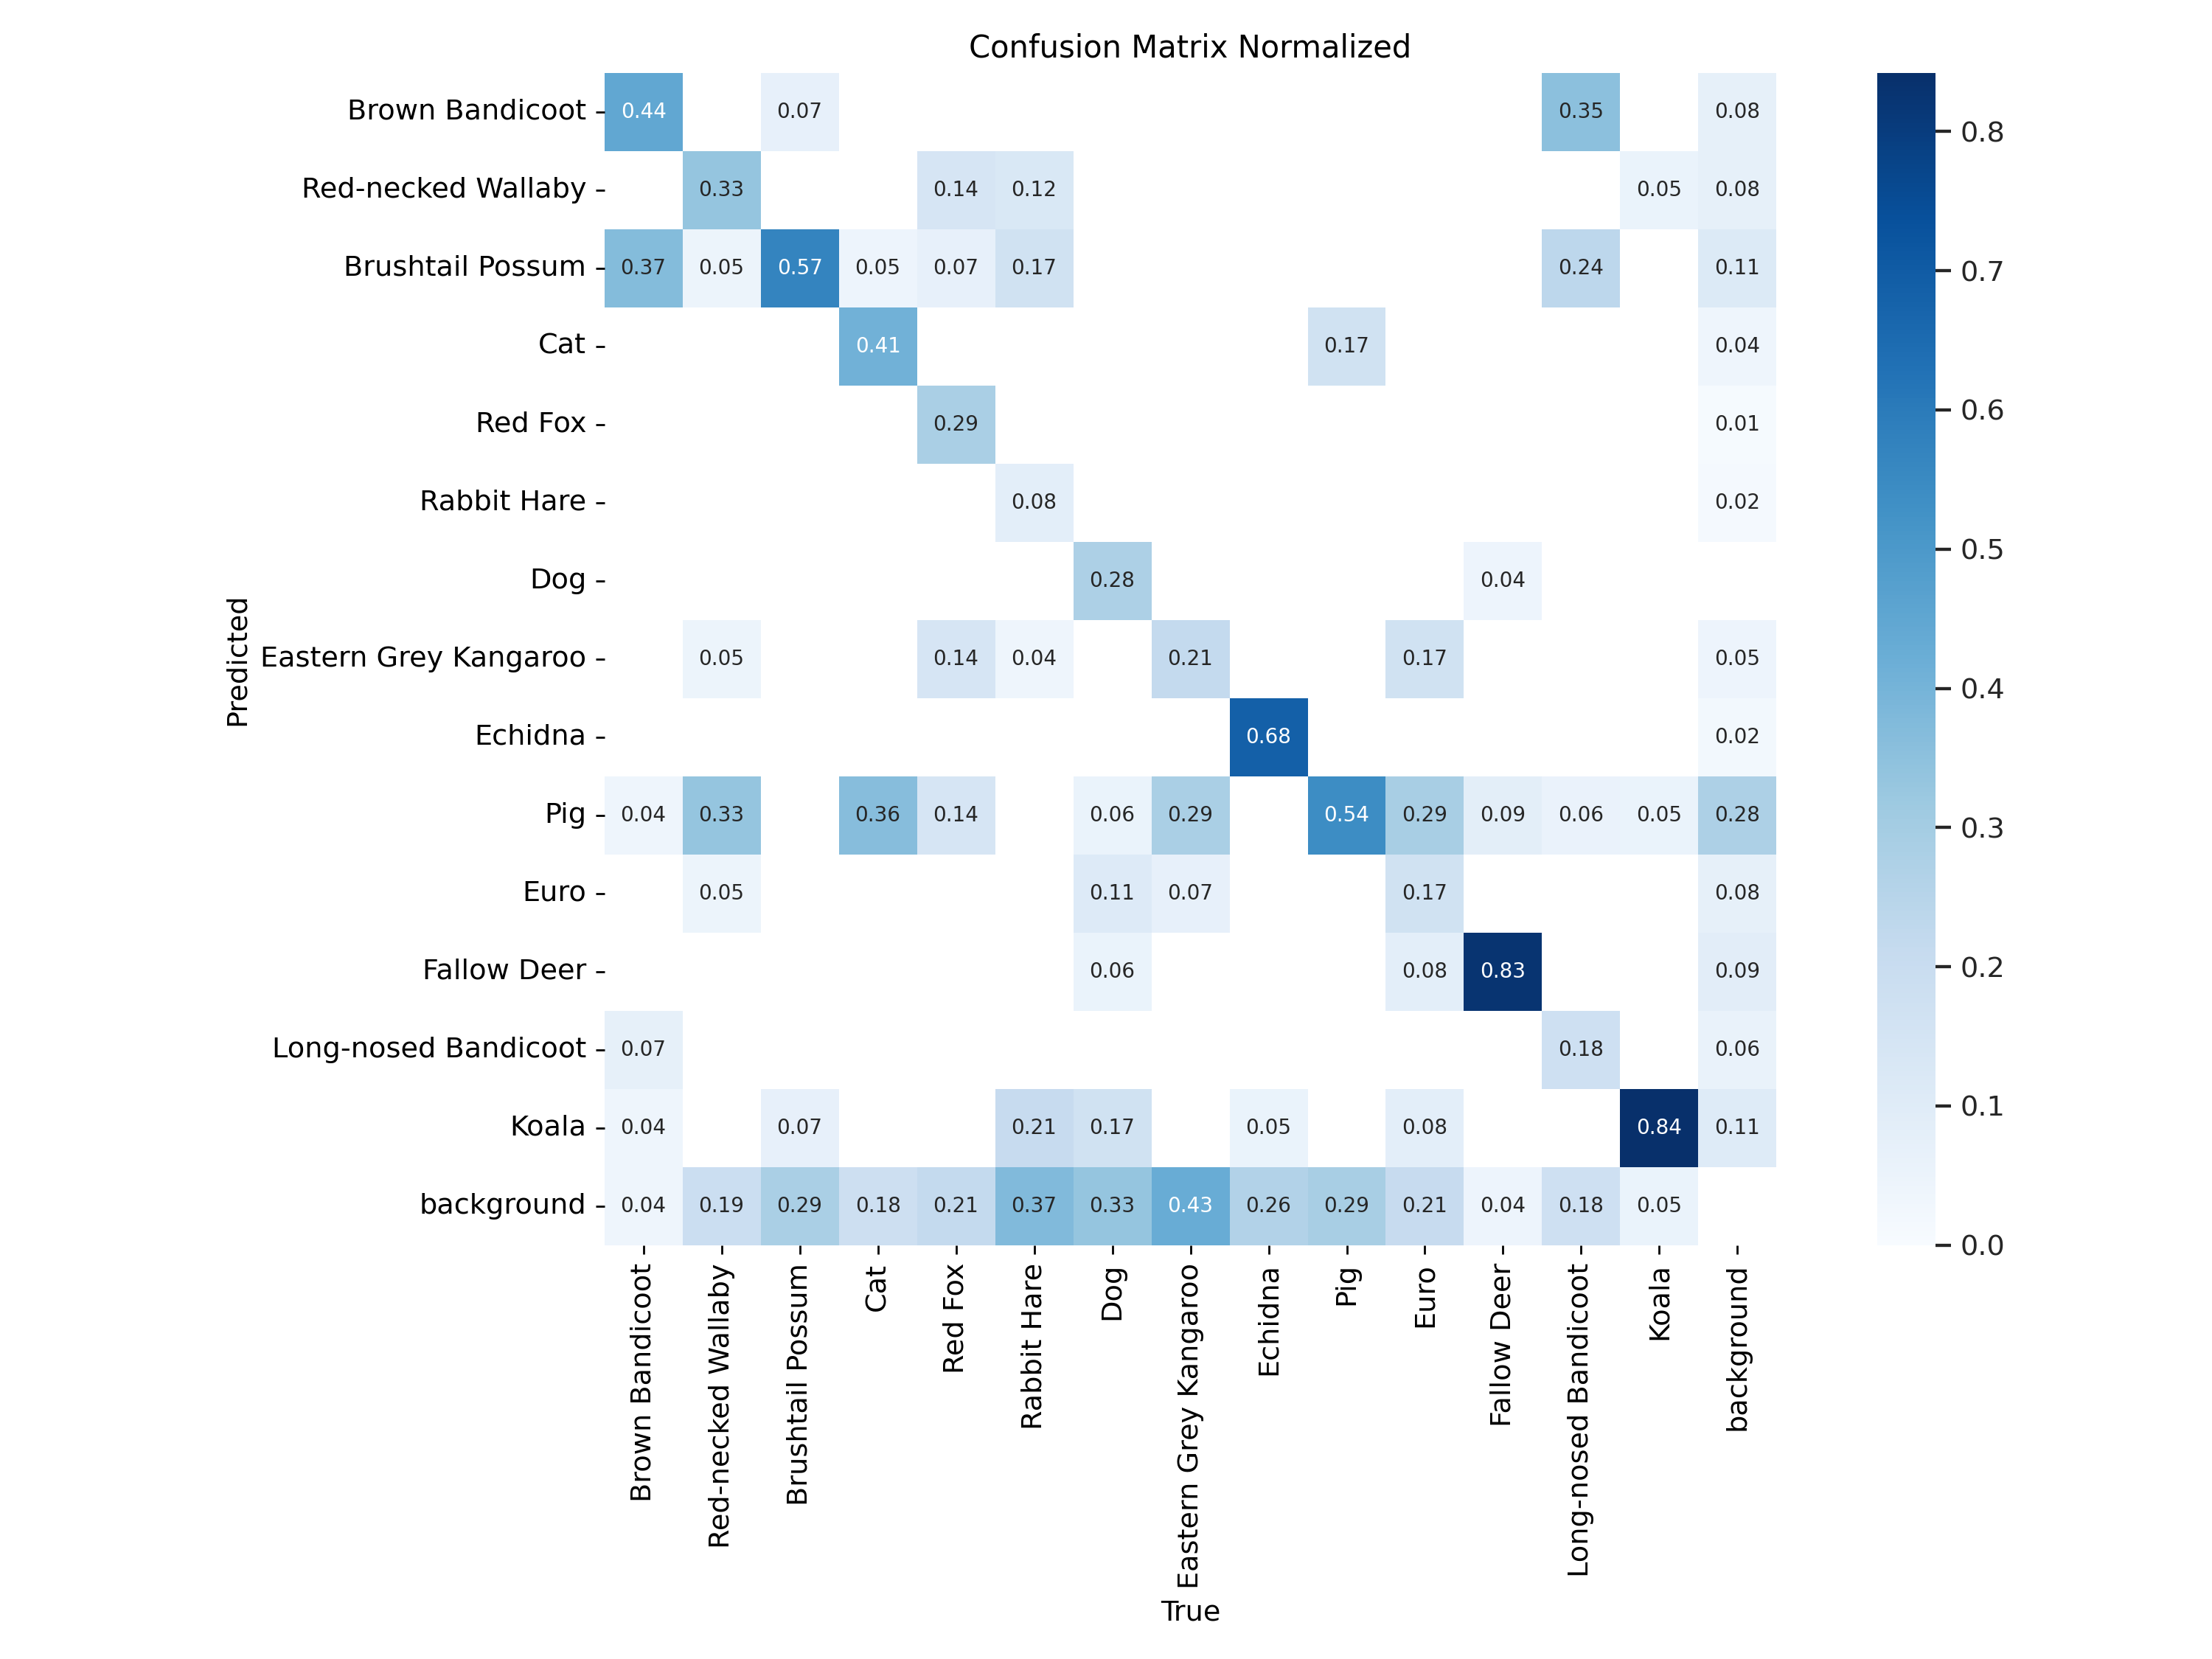 Confusion Matrix Normalized
Brown Bandicoot 0.44 0.07 0.35 0.08
Red-necked Wallaby 0.33 0.14 0.12 0.05 0.08
Brushtail Possum 0.37 0.05 0.57 0.05 0.07 0.17 0.24 0.11
Cat 0.41 0.17 0.04
Red Fox 0.29 0.01
Rabbit Hare 0.08 0.02
Dog 0.28 0.04
Eastern Grey Kangaroo 0.05 0.14 0.04 0.21 0.17 0.05
Echidna 0.68 0.02
Pig 0.04 0.33 0.36 0.14 0.06 0.29 0.54 0.29 0.09 0.06 0.05 0.28
Euro 0.05 0.11 0.07 0.17 0.08
Fallow Deer 0.06 0.08 0.83 0.09
Long-nosed Bandicoot 0.07 0.18 0.06
Koala 0.04 0.07 0.21 0.17 0.05 0.08 0.84 0.11
background 0.04 0.19 0.29 0.18 0.21 0.37 0.33 0.43 0.26 0.29 0.21 0.04 0.18 0.05
Predicted
Brown Bandicoot
Red-necked Wallaby
Brushtail Possum
Cat
Red Fox
Rabbit Hare
Dog
Eastern Grey Kangaroo
Echidna
Pig
Euro
Fallow Deer
Long-nosed Bandicoot
Koala
background
True
0.8
0.7
0.6
0.5
0.4
0.3
0.2
0.1
0.0